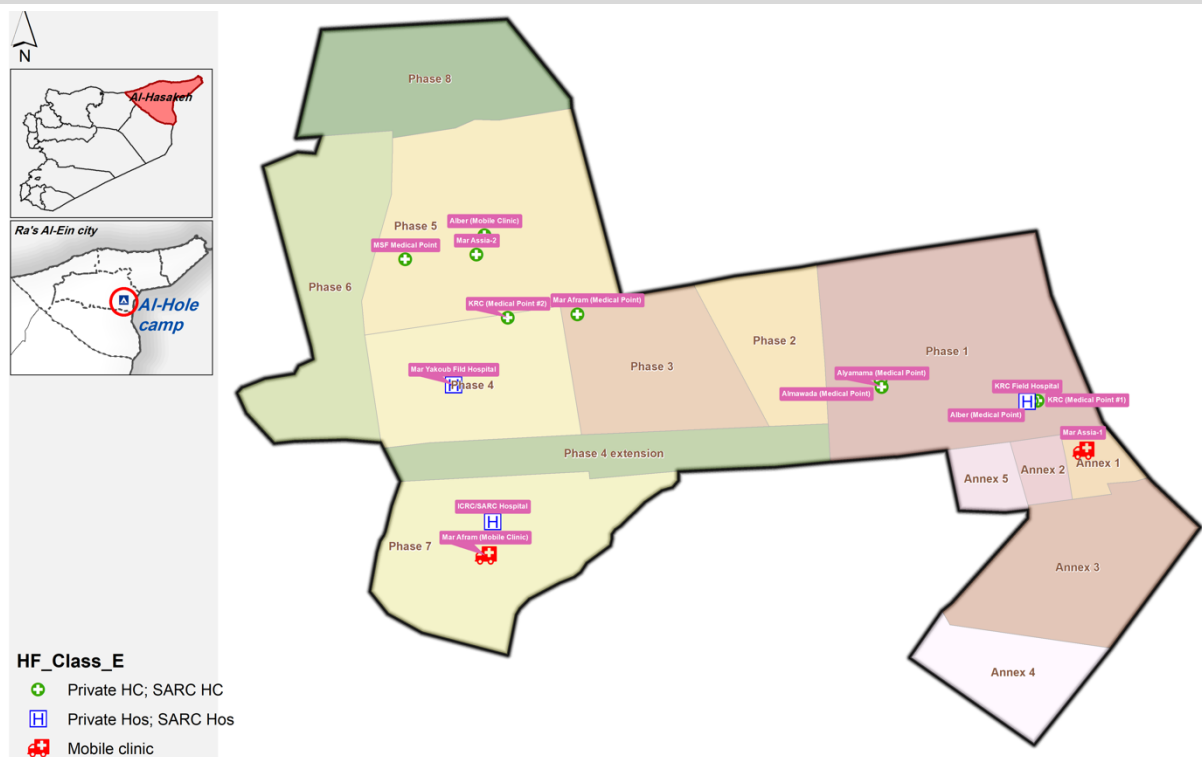 N
Al-Hasakeh
Ra's Al-Ein city
Al-Hole
camp
HF_Class_E
Private HC; SARC HC
Private Hos; SARC Hos
Mobile clinic
Phase 8
Alber (Mobile Clinic)
Phase 5
Mar Assia-2
MSF Medical Point
Phase 6
KRC (Medical Point #2)
Mar Afram (Medical Point)
Phase 2
Phase 1
Phase 3
Mar Yakoub Fild Hospital
Phase 4
Alyamama (Medical Point)
Almawada (Medical Point)
KRC Field Hospital
H
KRC (Medical Point #1)
Alber (Medical Point)
Mar Assia-1
Phase 4 extension
Annex 1
Annex 2
Annex 5
ICRC/SARC Hospital
H
Mar Afram (Mobile Clinic)
Phase 7
Annex 3
Annex 4
H
H